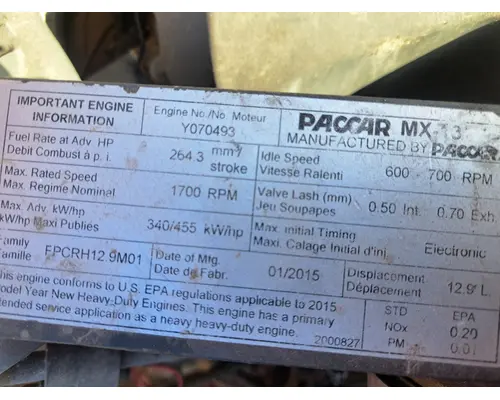 IMPORTANT ENGINE
INFORMATION
Engine No./No. Moteur
Y070493
PACCAR MX-13
MANUFACTURED BY PACCAR
Fuel Rate at Adv. HP
Debit Combust à p. i.
264.3 mm³/
stroke
Idle Speed
Vitesse Ralenti
600 - 700 RPM
Max. Rated Speed
Max. Regime Nominal
1700 RPM
Valve Lash (mm)
Jeu Soupapes
0.50 Int. 0.70 Exh.
Max. Adv. kW/hp
kW/hp Maxi Publies
340/455 kW/hp
Max. Initial Timing
Maxi. Calage Initial d'inj.
Electronic
Family
Famille
FPCRH12.9M01
Date of Mfg.
Date de Fabr.
01/2015
Displacement
Déplacement
12.9 L
This engine conforms to U.S. EPA regulations applicable to 2015
Model Year New Heavy-Duty Engines. This engine has a primary
intended service application as a heavy heavy-duty engine.
2000827
STD
EPA
NOx
0.20
PM
0.01